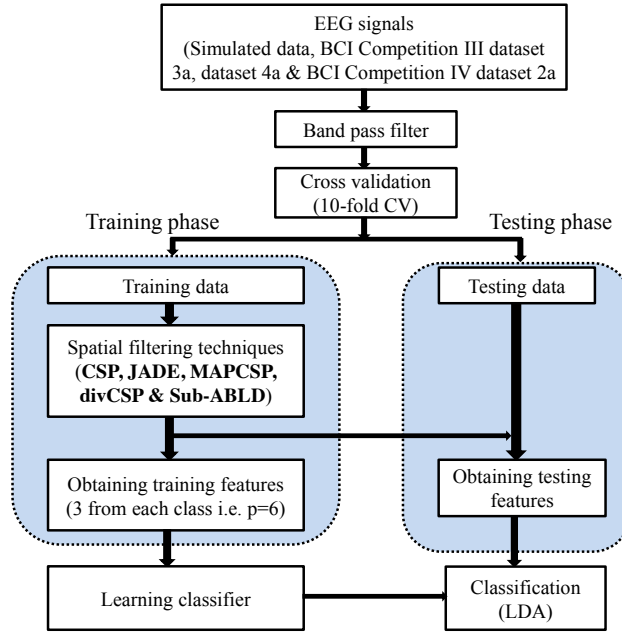 EEG signals
(Simulated data, BCI Competition III dataset
3a, dataset 4a & BCI Competition IV dataset 2a
Band pass filter
Cross validation
(10-fold CV)
Training phase
Testing phase
Training data
Testing data
Spatial filtering techniques
(CSP, JADE, MAPCSP,
divCSP & Sub-ABLD)
Obtaining training features
(3 from each class i.e. p=6)
Obtaining testing
features
Learning classifier
Classification
(LDA)